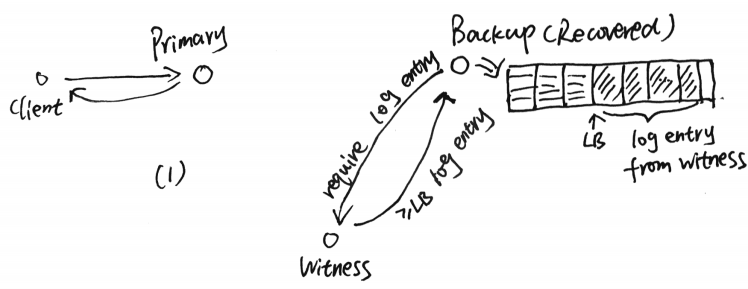 Primary
Client
(1)
Backup (Recovered)
require log entry
≥LB log entry
Witness
LB
log entry
from witness